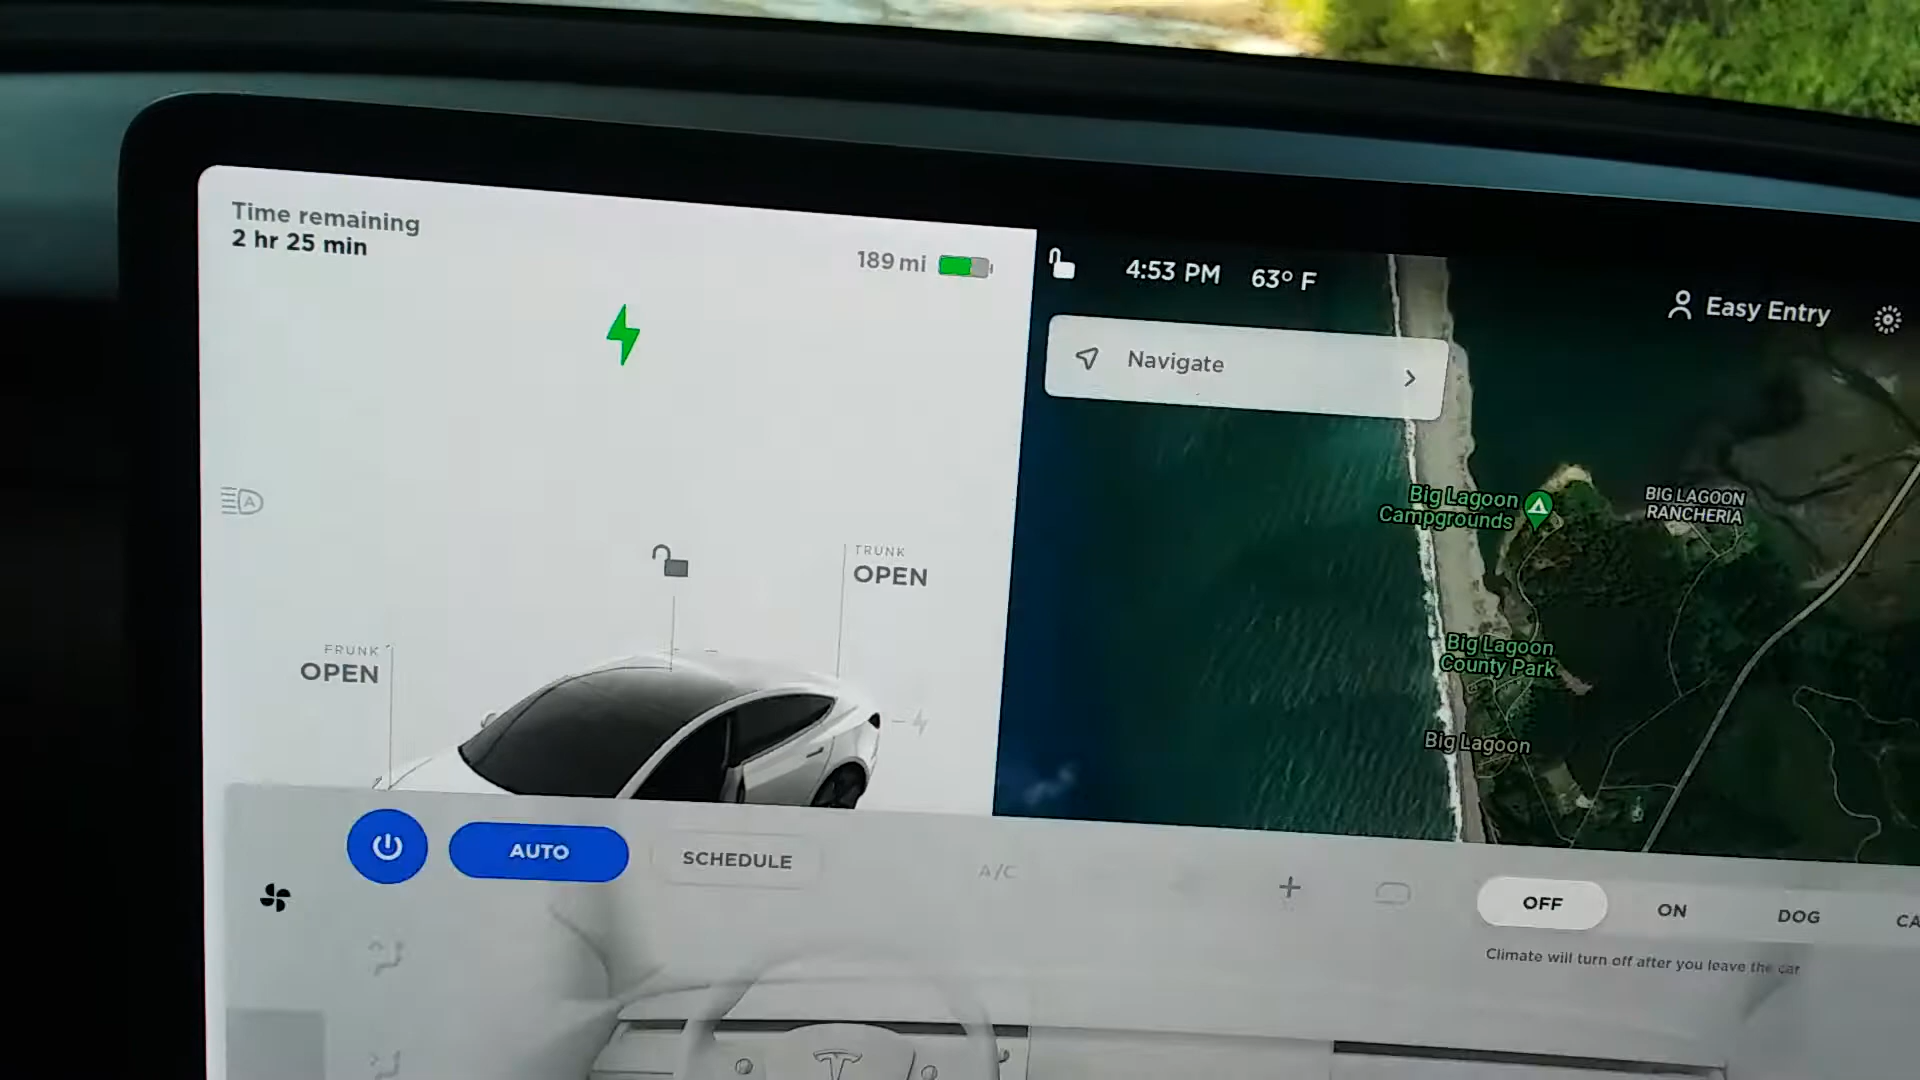 Time remaining
2 hr 25 min
189 mi
4:53 PM 63° F
Easy Entry
Navigate
A
TRUNK
OPEN
FRUNK
OPEN
Big Lagoon
Campgrounds
BIG LAGOON
RANCHERIA
Big Lagoon
County Park
Big Lagoon
AUTO
SCHEDULE
A/C
OFF
ON
DOG
CA
Climate will turn off after you leave the car